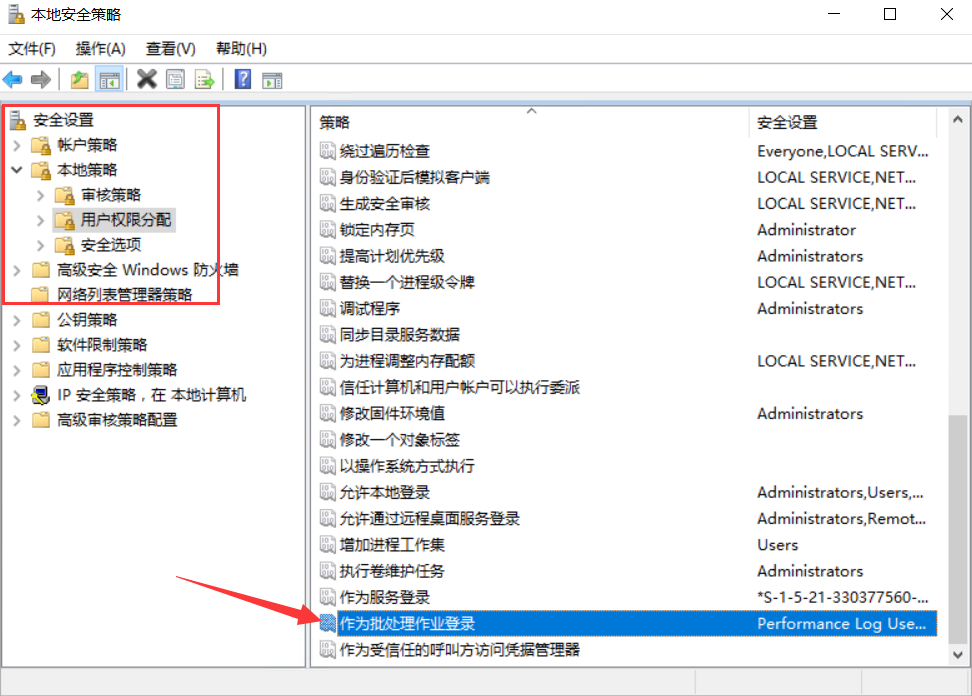 本地安全策略
文件(F) 操作(A) 查看(V) 帮助(H)
安全设置
帐户策略
本地策略
审核策略
用户权限分配
安全选项
高级安全 Windows 防火墙
网络列表管理器策略
公钥策略
软件限制策略
应用程序控制策略
IP 安全策略，在 本地计算机
高级审核策略配置
策略 安全设置
绕过遍历检查 Everyone,LOCAL SERV...
身份验证后模拟客户端 LOCAL SERVICE,NET...
生成安全审核 LOCAL SERVICE,NET...
锁定内存页 Administrator
提高计划优先级 Administrators
替换一个进程级令牌 LOCAL SERVICE,NET...
调试程序 Administrators
同步目录服务数据
为进程调整内存配额 LOCAL SERVICE,NET...
信任计算机和用户帐户可以执行委派
修改固件环境值 Administrators
修改一个对象标签
以操作系统方式执行
允许本地登录 Administrators,Users,...
允许通过远程桌面服务登录 Administrators,Remot...
增加进程工作集 Users
执行卷维护任务 Administrators
作为服务登录 *S-1-5-21-330377560-...
作为批处理作业登录 Performance Log Use...
作为受信任的呼叫方访问凭据管理器